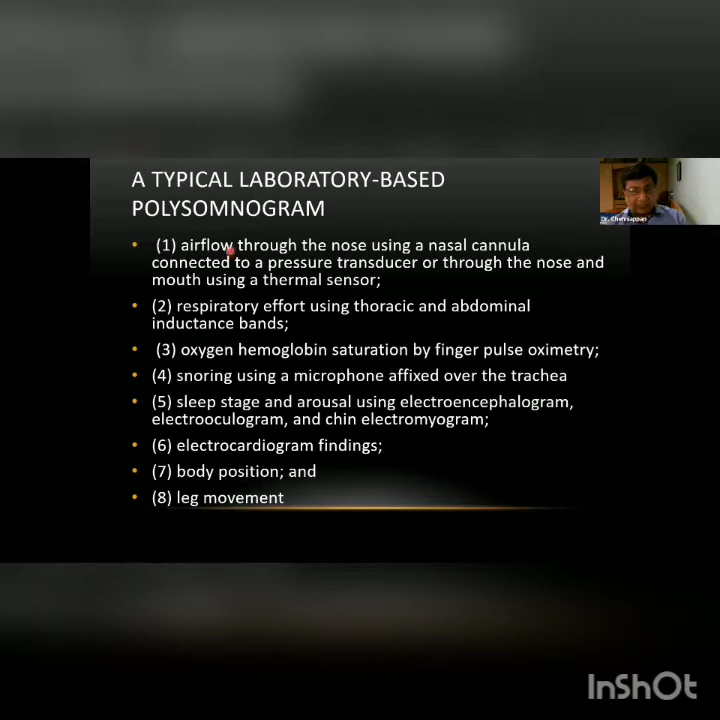 A TYPICAL LABORATORY-BASED
POLYSOMNOGRAM
• (1) airflow through the nose using a nasal cannula
connected to a pressure transducer or through the nose and
mouth using a thermal sensor;
• (2) respiratory effort using thoracic and abdominal
inductance bands;
• (3) oxygen hemoglobin saturation by finger pulse oximetry;
• (4) snoring using a microphone affixed over the trachea
• (5) sleep stage and arousal using electroencephalogram,
electrooculogram, and chin electromyogram;
• (6) electrocardiogram findings;
• (7) body position; and
• (8) leg movement
Dr. Chennappan
InShOt